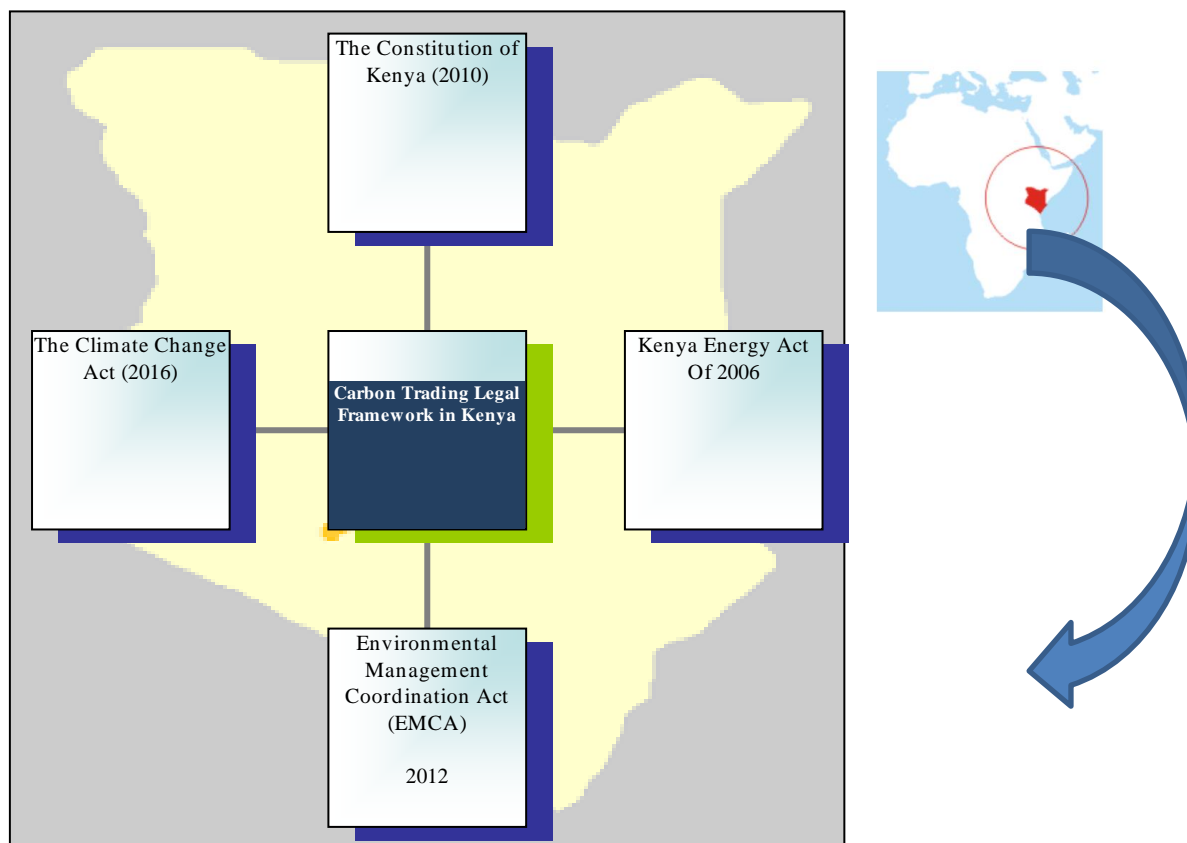 The Constitution of
Kenya (2010)
The Climate Change
Act (2016)
Carbon Trading Legal
Framework in Kenya
Kenya Energy Act
Of 2006
Environmental
Management
Coordination Act
(EMCA)
2012